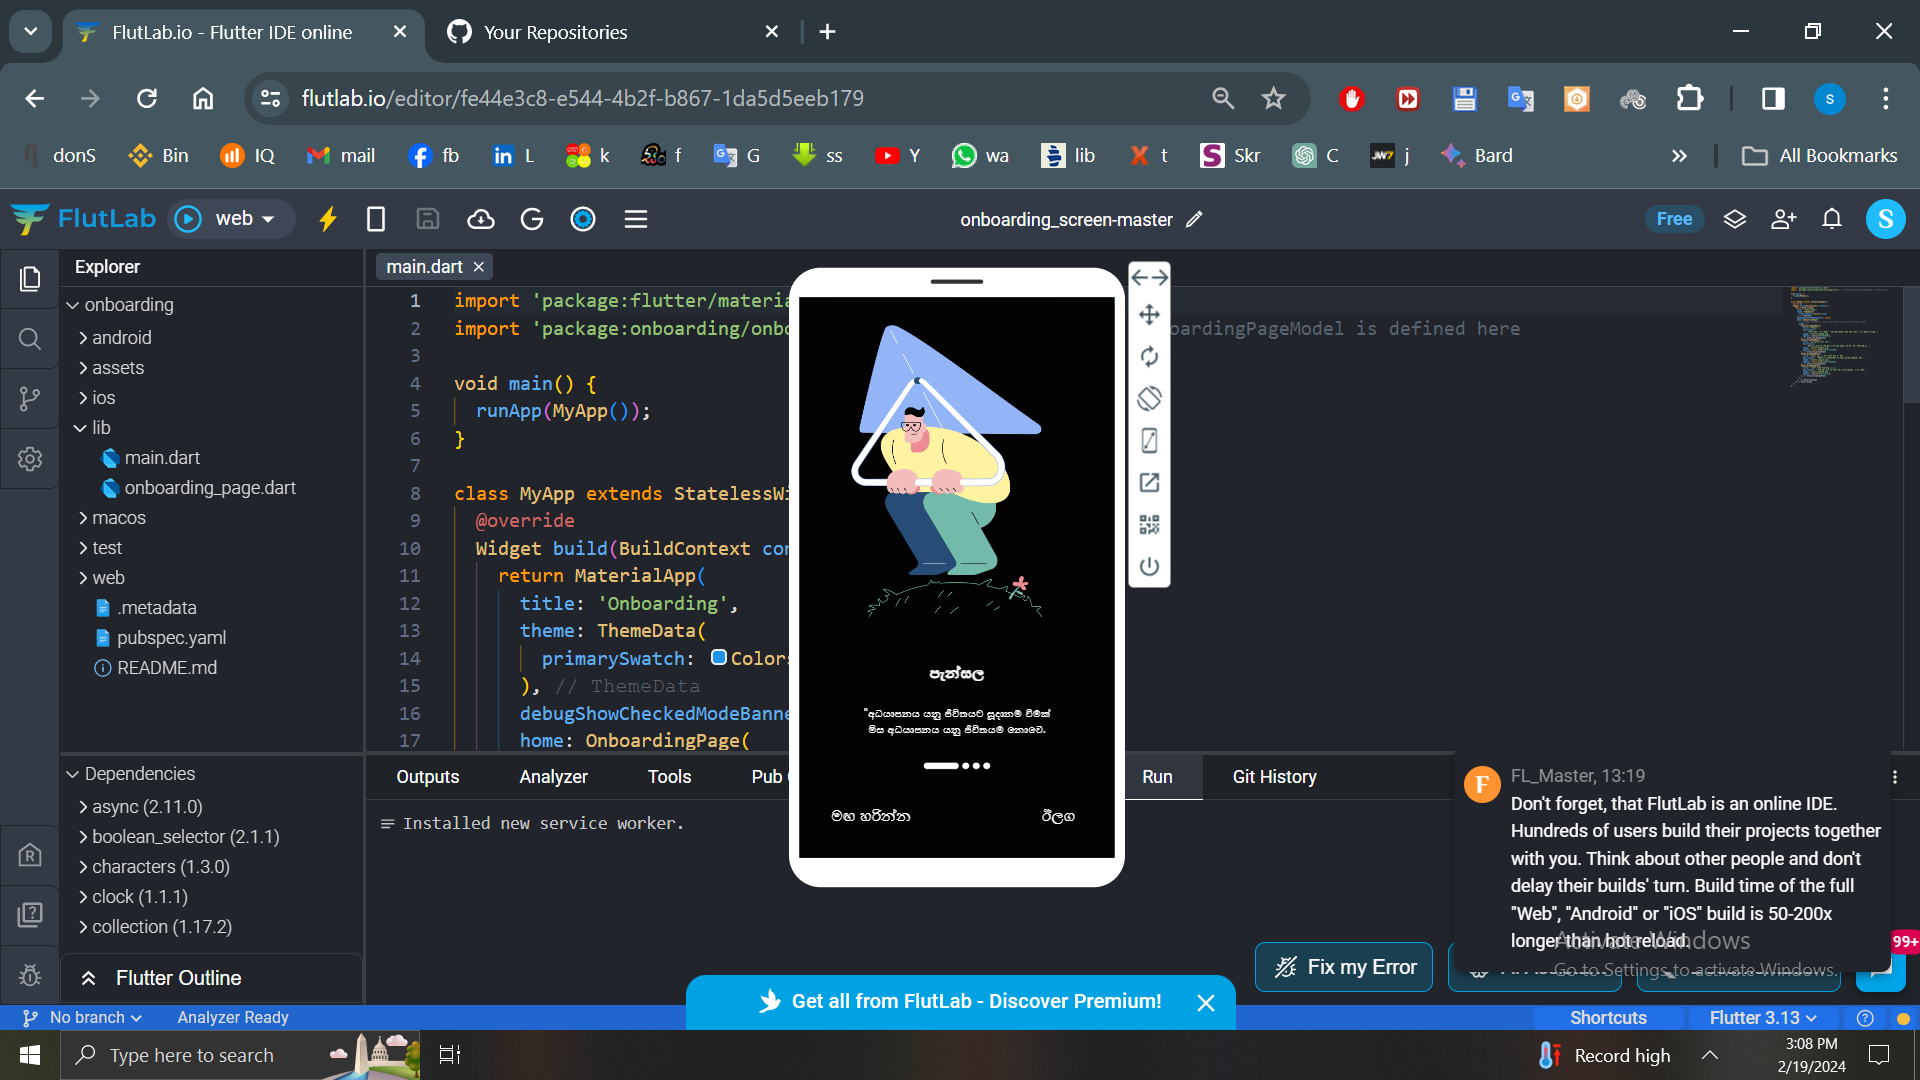 FlutLab.io - Flutter IDE online
Your Repositories
flutlab.io/editor/fe44e3c8-e544-4b2f-b867-1da5d5eeb179
S
donS
Bin
IQ
mail
fb
L
k
f
G
ss
Y
wa
lib
t
Skr
C
j
Bard
All Bookmarks
FlutLab
web
onboarding_screen-master
Free
S
Explorer
onboarding
android
assets
ios
lib
main.dart
onboarding_page.dart
macos
test
web
.metadata
pubspec.yaml
README.md
Dependencies
async (2.11.0)
boolean_selector (2.1.1)
characters (1.3.0)
clock (1.1.1)
collection (1.17.2)
Flutter Outline
main.dart
1 import 'package:flutter/materia
2 import 'package:onboarding/onbo
oardingPageModel is defined here
3
4 void main() {
5 runApp(MyApp());
6 }
7
8 class MyApp extends StatelessWi
9 @override
10 Widget build(BuildContext con
11 return MaterialApp(
12 title: 'Onboarding',
13 theme: ThemeData(
14 primarySwatch: Colors
15 ), // ThemeData
16 debugShowCheckedModeBanne
17 home: OnboardingPage(
පැන්සල
"අධ්‍යාපනය යනු ජීවිතයට සූදානම් වීමක්
මිස අධ්‍යාපනය යනු ජීවිතයම නොවේ.
මඟ හරින්න
ඊලග
Outputs
Analyzer
Tools
Pub
Run
Git History
Installed new service worker.
FL_Master, 13:19
Don't forget, that FlutLab is an online IDE.
Hundreds of users build their projects together
with you. Think about other people and don't
delay their builds' turn. Build time of the full
"Web", "Android" or "iOS" build is 50-200x
longer than hot reload.
Activate Windows
Go to Settings to activate Windows.
99+
Fix my Error
Get all from FlutLab - Discover Premium!
No branch
Analyzer Ready
Shortcuts
Flutter 3.13
Type here to search
Record high
3:08 PM
2/19/2024